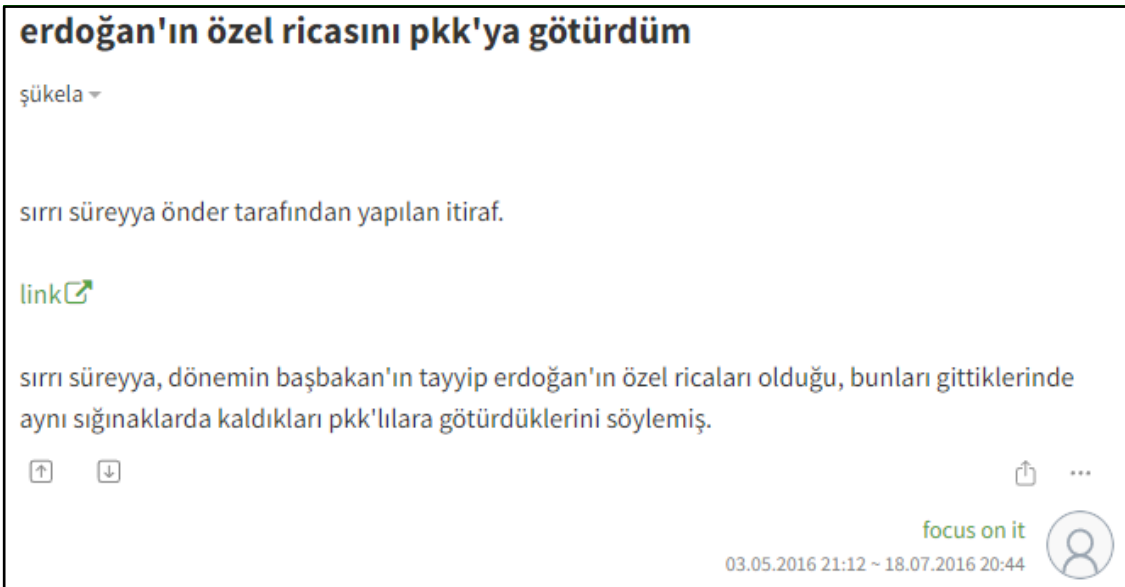 erdoğan'ın özel ricasını pkk'ya götürdüm
şükela
sırrı süreyya önder tarafından yapılan itiraf.
link
sırrı süreyya, dönemin başbakan'ın tayyip erdoğan'ın özel ricaları olduğu, bunları gittiklerinde
aynı sığınaklarda kaldıkları pkk'lılara götürdüklerini söylemiş.
focus on it
03.05.2016 21:12 ~ 18.07.2016 20:44